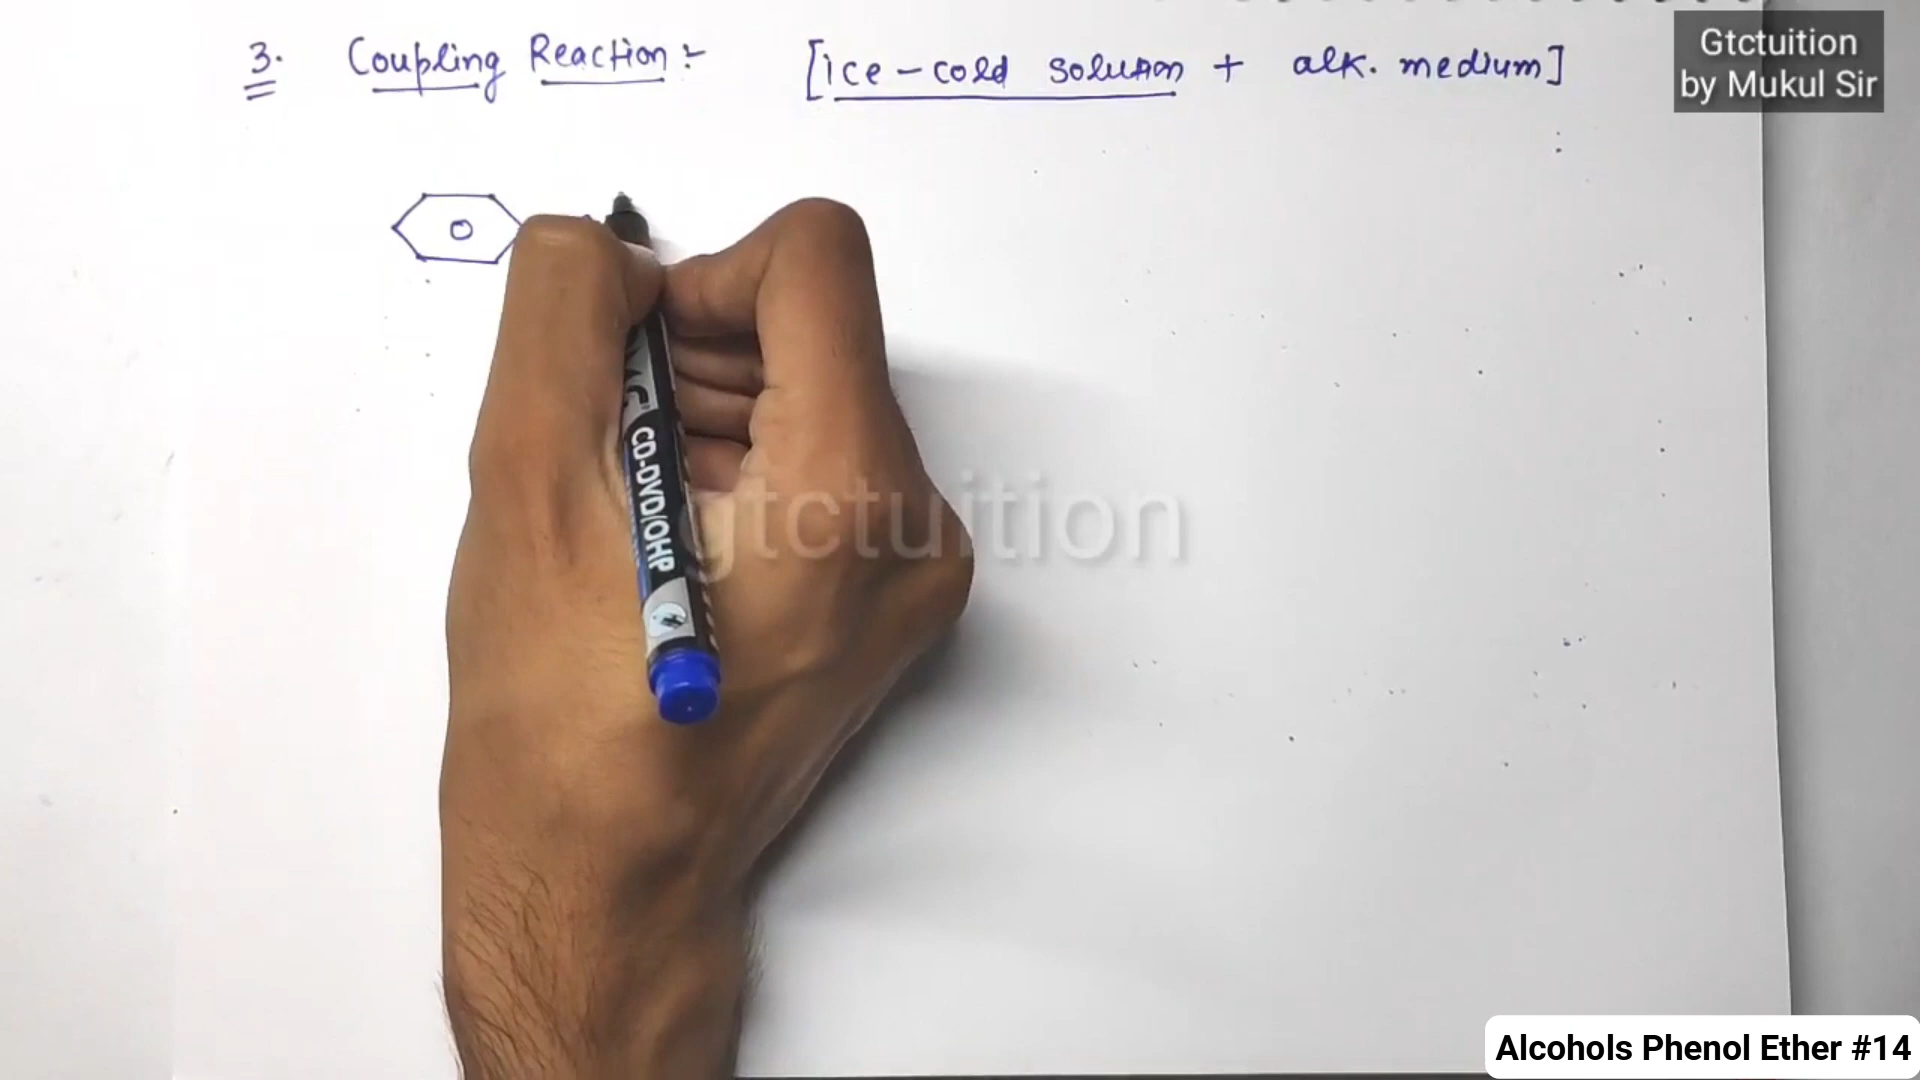 3. Coupling Reaction :- [ice-cold solution + alk. medium]
Gtctuition
by Mukul Sir
CD-DVD/OHP
gtctuition
Alcohols Phenol Ether #14